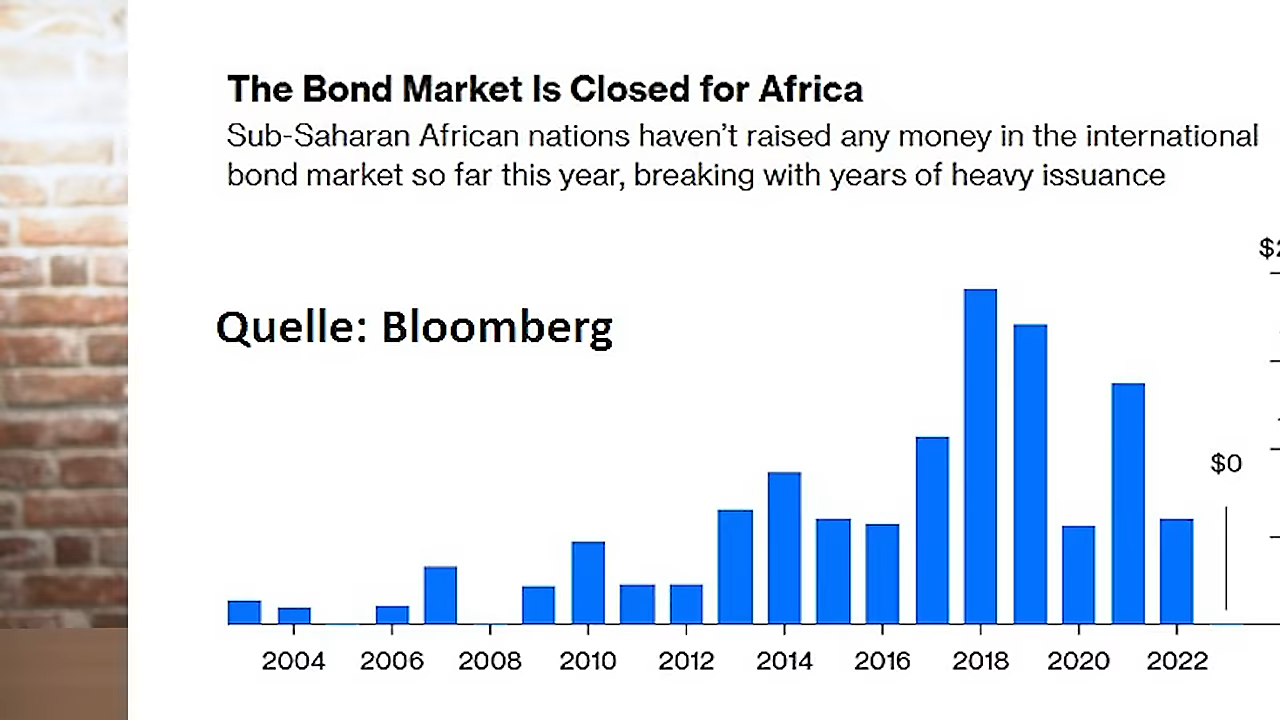 The Bond Market Is Closed for Africa
Sub-Saharan African nations haven't raised any money in the international
bond market so far this year, breaking with years of heavy issuance
$2
Quelle: Bloomberg
$0
2004 2006 2008 2010 2012 2014 2016 2018 2020 2022